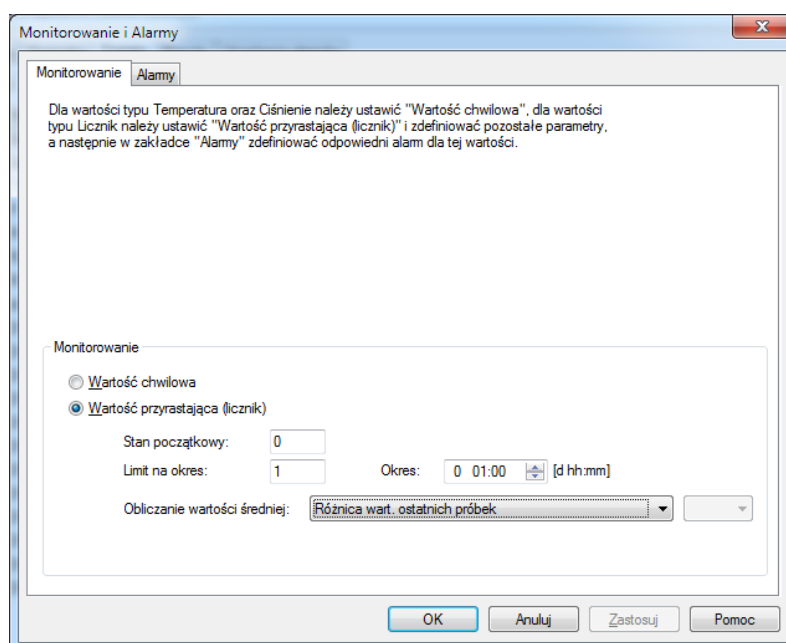 Monitorowanie i Alarmy
Monitorowanie Alarmy
Dla wartości typu Temperatura oraz Ciśnienie należy ustawić "Wartość chwilowa", dla wartości
typu Licznik należy ustawić "Wartość przyrastająca (licznik)" i zdefiniować pozostałe parametry,
a następnie w zakładce "Alarmy" zdefiniować odpowiedni alarm dla tej wartości.
Monitorowanie
Wartość chwilowa
Wartość przyrastająca (licznik)
Stan początkowy: 0
Limit na okres: 1 Okres: 0 01:00 [d hh:mm]
Obliczanie wartości średniej: Różnica wart. ostatnich próbek
OK Anuluj Zastosuj Pomoc